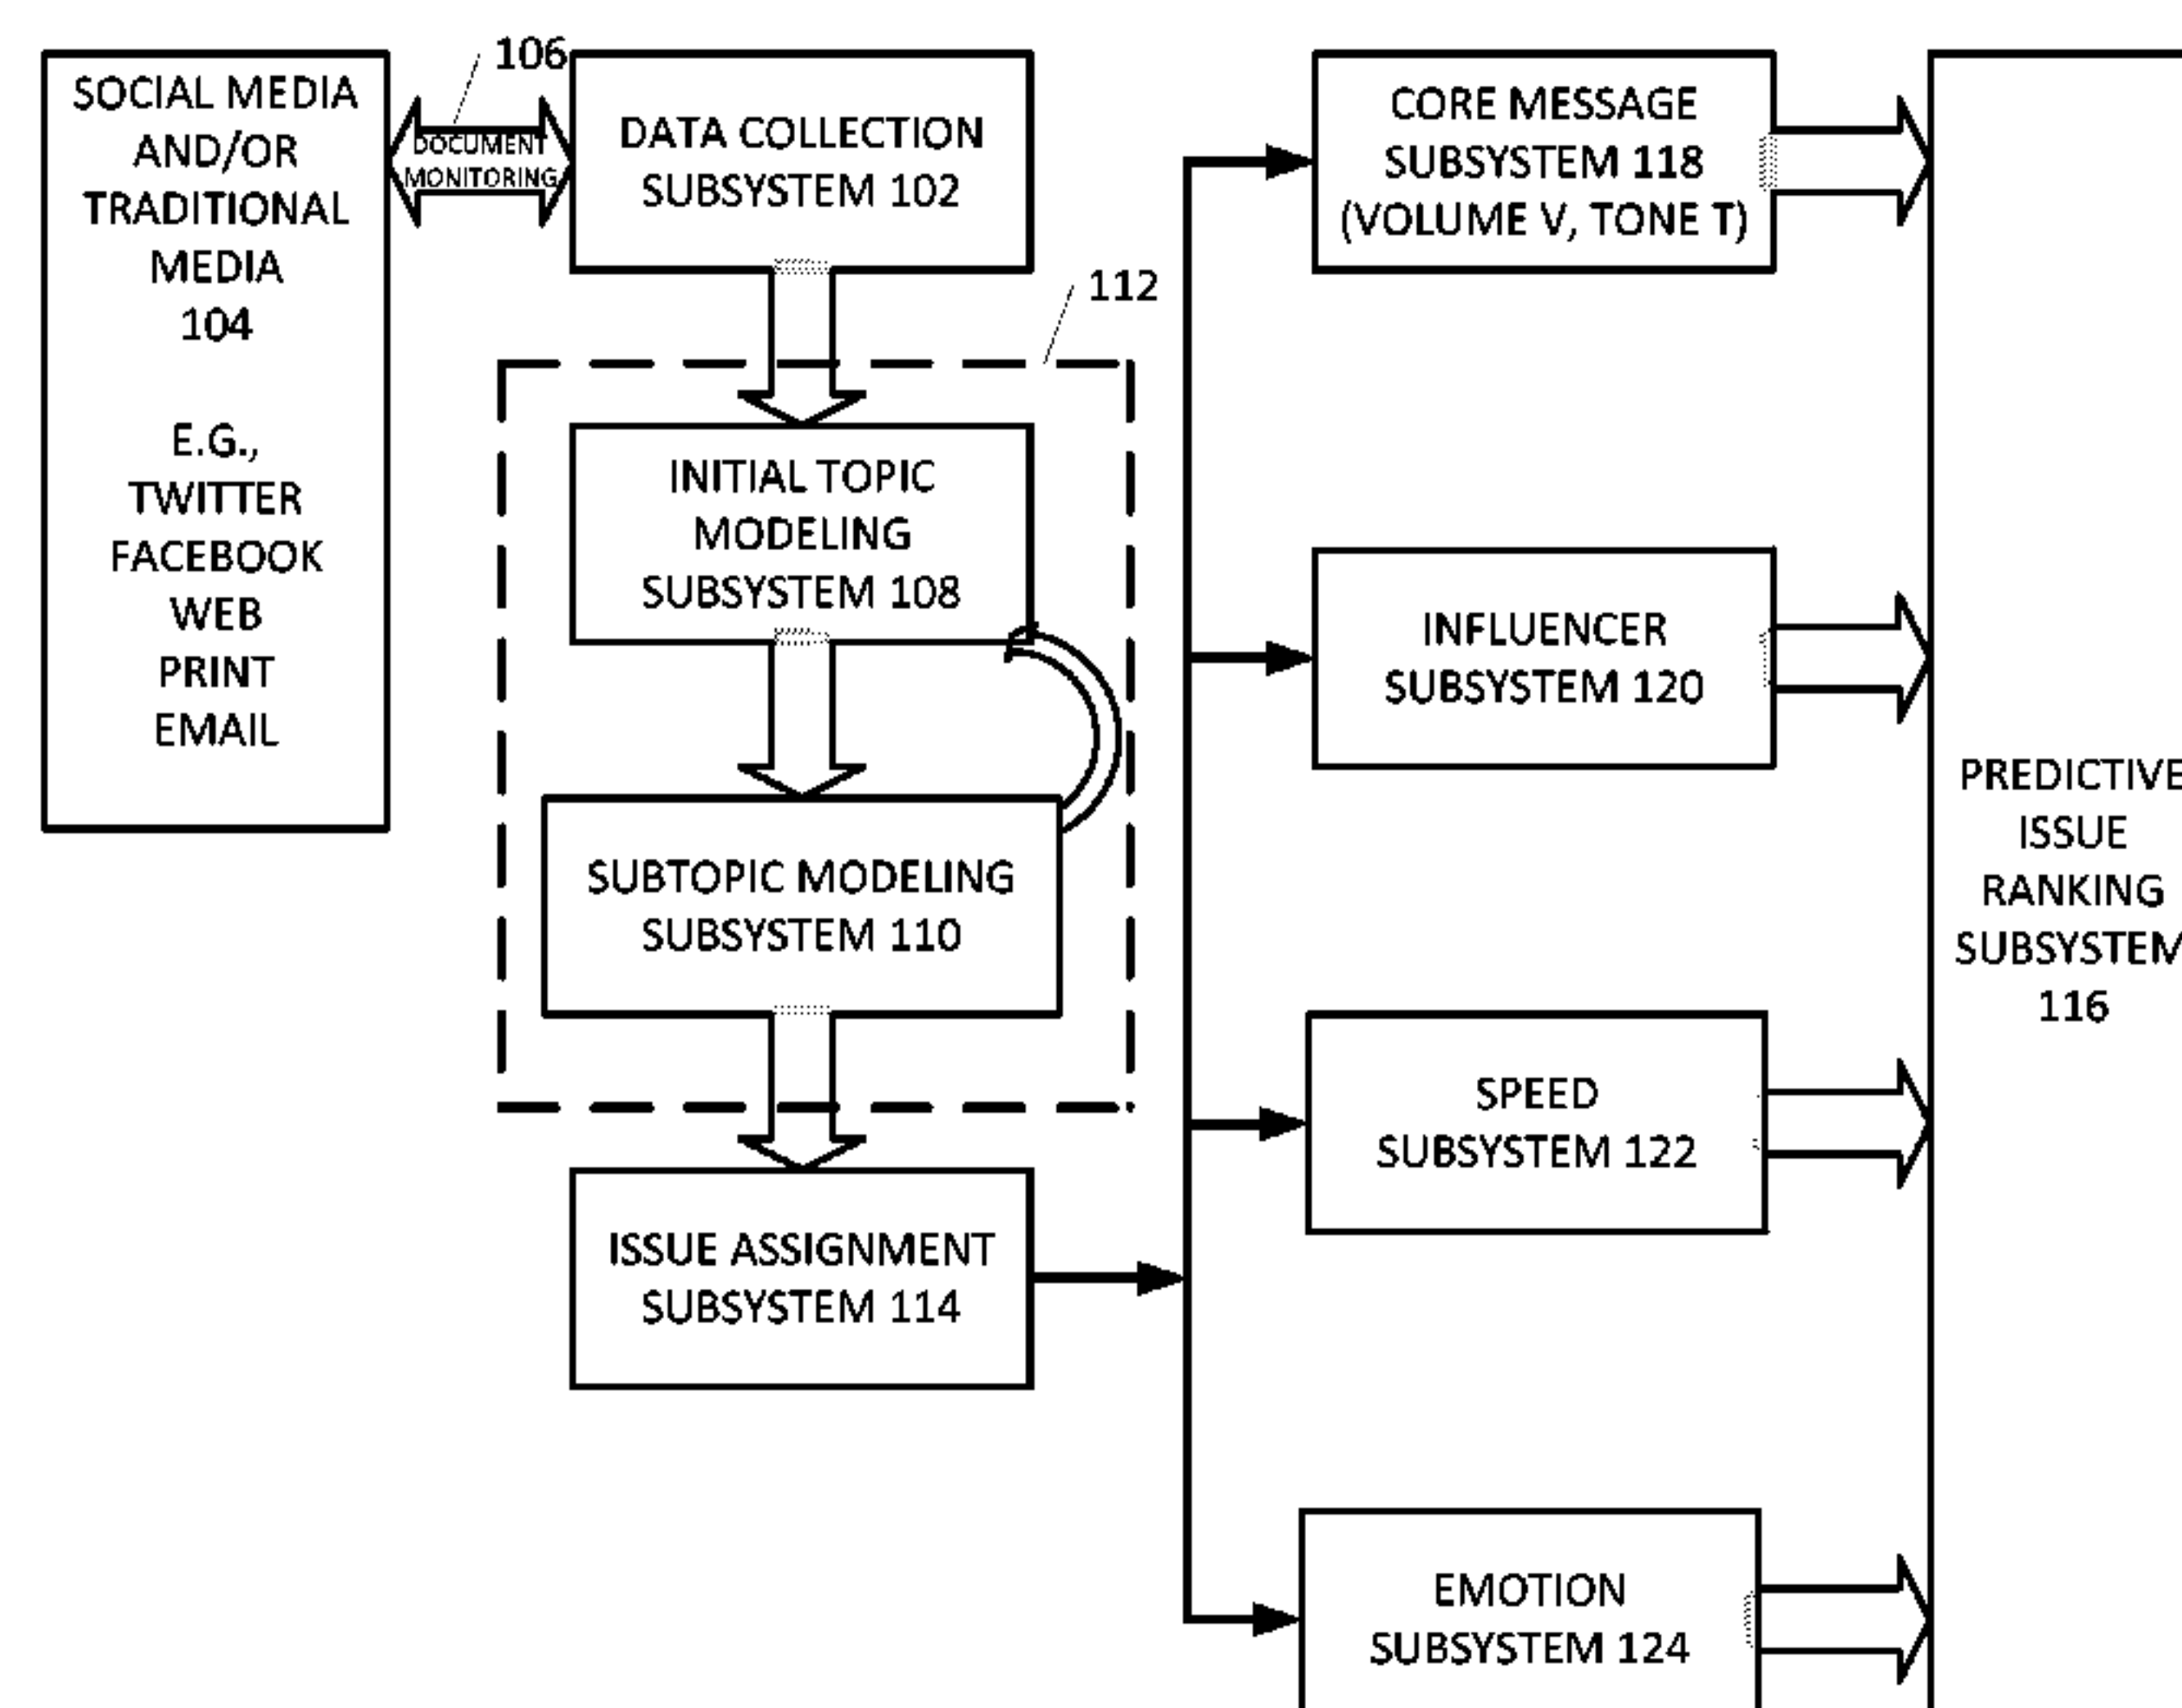 SOCIAL MEDIA
AND/OR
TRADITIONAL
MEDIA
104
E.G.,
TWITTER
FACEBOOK
WEB
PRINT
EMAIL
106
DOCUMENT
MONITORING
DATA COLLECTION
SUBSYSTEM 102
112
INITIAL TOPIC
MODELING
SUBSYSTEM 108
SUBTOPIC MODELING
SUBSYSTEM 110
ISSUE ASSIGNMENT
SUBSYSTEM 114
CORE MESSAGE
SUBSYSTEM 118
(VOLUME V, TONE T)
INFLUENCER
SUBSYSTEM 120
SPEED
SUBSYSTEM 122
EMOTION
SUBSYSTEM 124
PREDICTIVE
ISSUE
RANKING
SUBSYSTEM
116